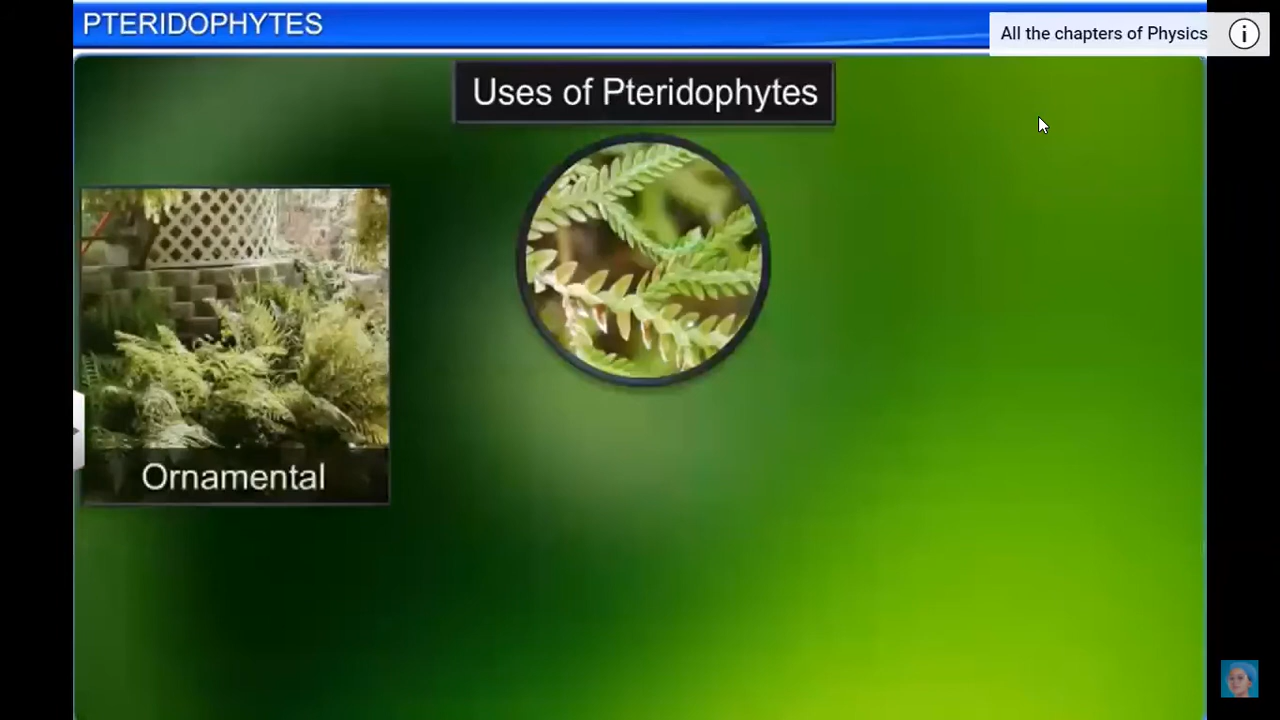 PTERIDOPHYTES
All the chapters of Physics
Uses of Pteridophytes
Ornamental